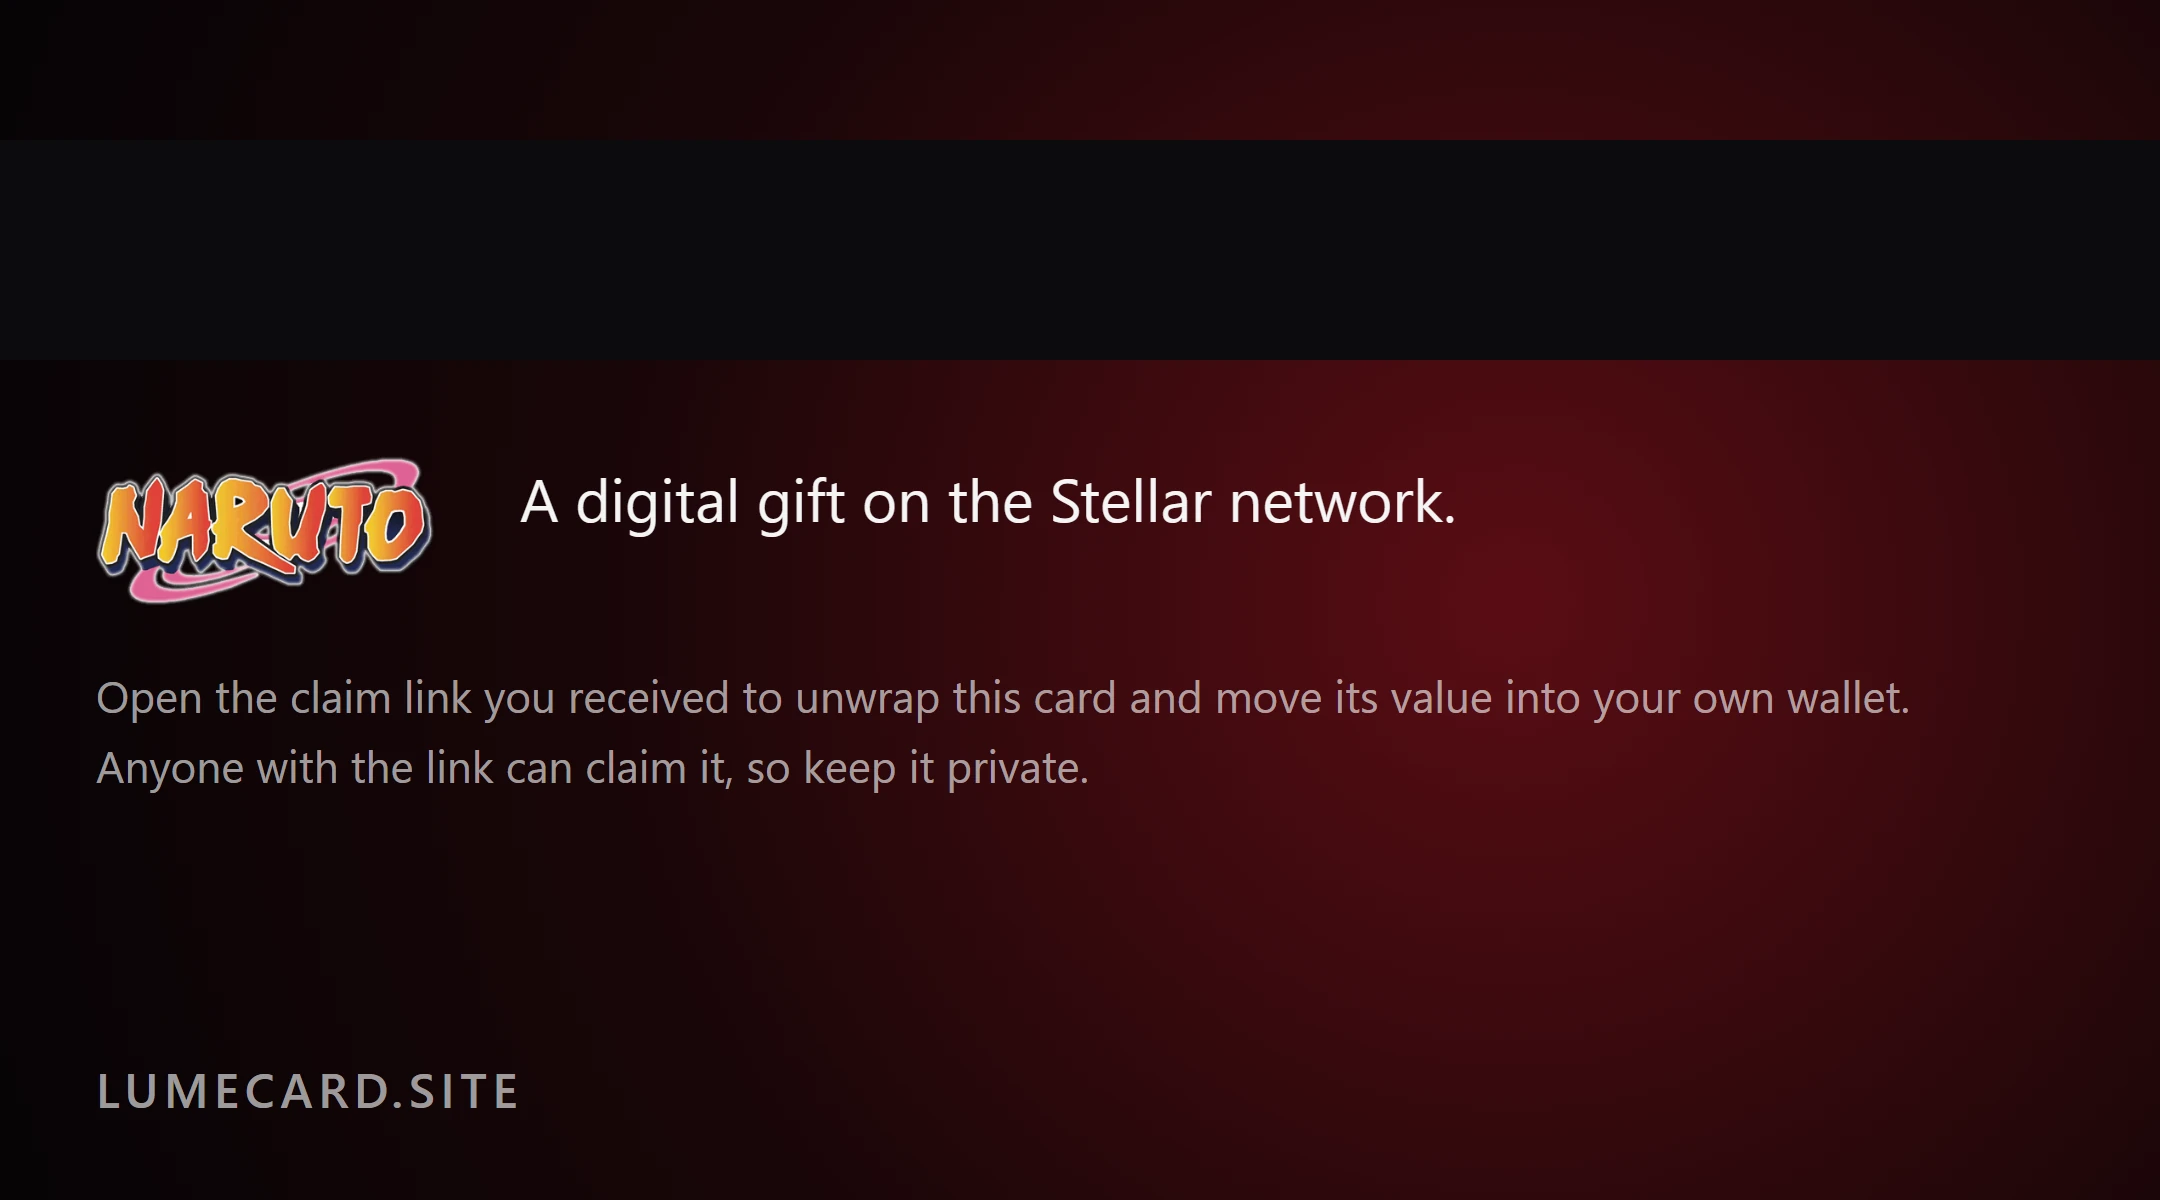 NARUTO
A digital gift on the Stellar network.
Open the claim link you received to unwrap this card and move its value into your own wallet.
Anyone with the link can claim it, so keep it private.
LUMECARD.SITE